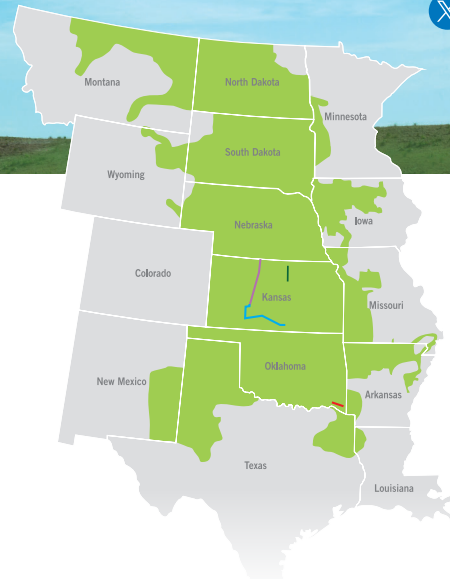 Montana
North Dakota
Minnesota
South Dakota
Wyoming
Iowa
Nebraska
Colorado
Kansas
Missouri
Oklahoma
New Mexico
Arkansas
Texas
Louisiana